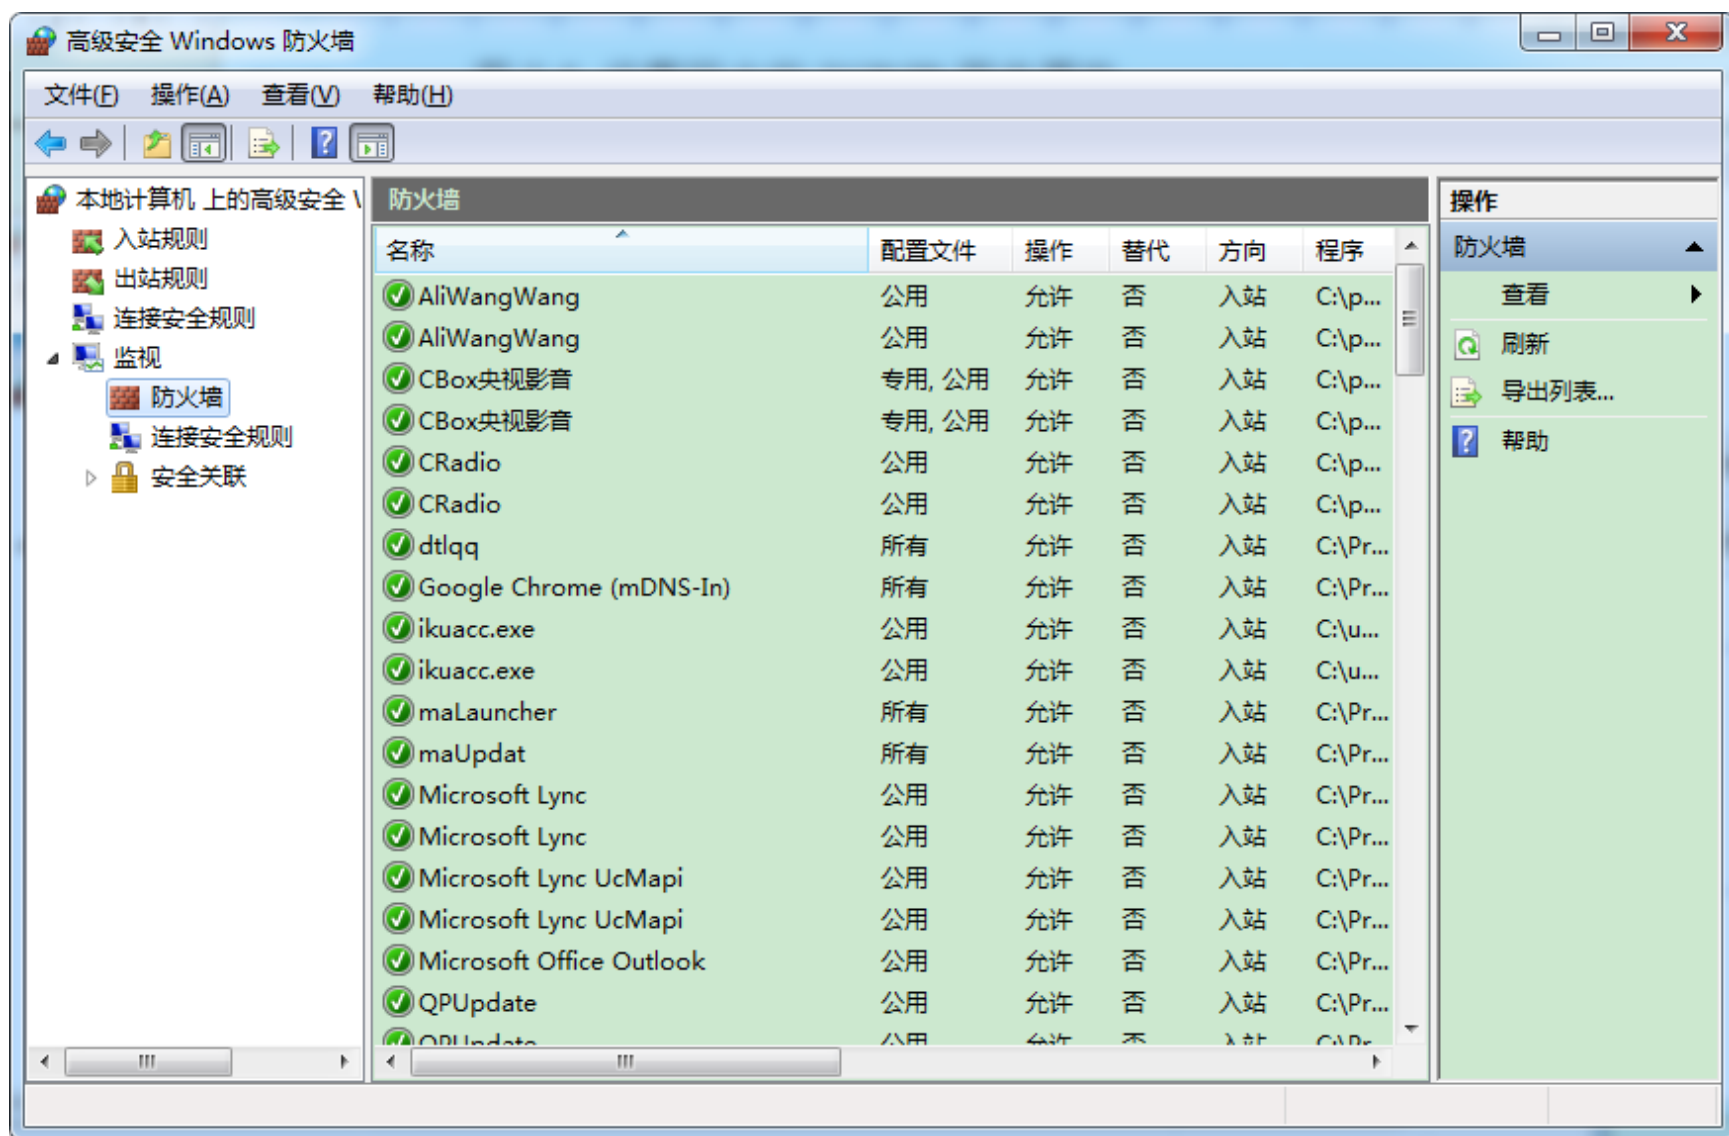 高级安全 Windows 防火墙
文件(F) 操作(A) 查看(V) 帮助(H)
本地计算机 上的高级安全
入站规则
出站规则
连接安全规则
监视
防火墙
连接安全规则
安全关联
防火墙
名称 配置文件 操作 替代 方向 程序
AliWangWang 公用 允许 否 入站 C:\p...
AliWangWang 公用 允许 否 入站 C:\p...
CBox央视影音 专用, 公用 允许 否 入站 C:\p...
CBox央视影音 专用, 公用 允许 否 入站 C:\p...
CRadio 公用 允许 否 入站 C:\p...
CRadio 公用 允许 否 入站 C:\p...
dtlqq 所有 允许 否 入站 C:\Pr...
Google Chrome (mDNS-In) 所有 允许 否 入站 C:\Pr...
ikuacc.exe 公用 允许 否 入站 C:\u...
ikuacc.exe 公用 允许 否 入站 C:\u...
maLauncher 所有 允许 否 入站 C:\Pr...
maUpdat 所有 允许 否 入站 C:\Pr...
Microsoft Lync 公用 允许 否 入站 C:\Pr...
Microsoft Lync 公用 允许 否 入站 C:\Pr...
Microsoft Lync UcMapi 公用 允许 否 入站 C:\Pr...
Microsoft Lync UcMapi 公用 允许 否 入站 C:\Pr...
Microsoft Office Outlook 公用 允许 否 入站 C:\Pr...
QPUpdate 公用 允许 否 入站 C:\Pr...
QPUpdate 公用 允许 否 入站 C:\Pr...
操作
防火墙
查看
刷新
导出列表...
帮助